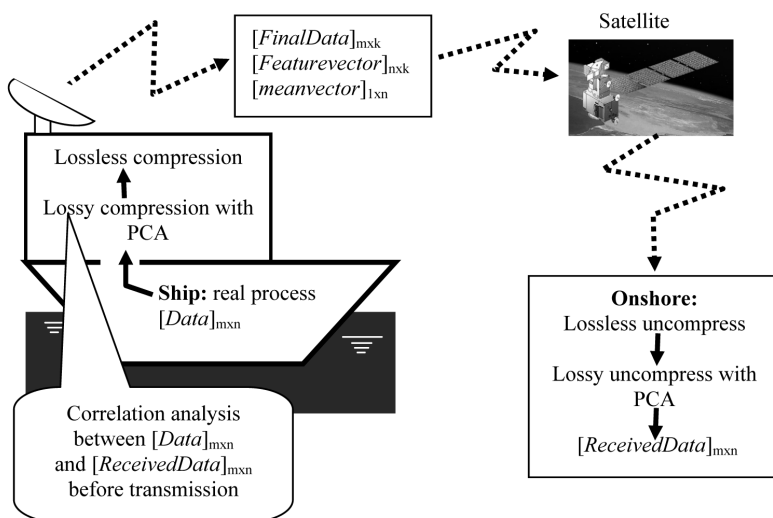 [FinalData]mxk
[Featurevector]nxk
[meanvector]1xn
Satellite
Lossless compression
Lossy compression with
PCA
Ship: real process
[Data]mxn
Correlation analysis
between [Data]mxn
and [ReceivedData]mxn
before transmission
Onshore:
Lossless uncompress
Lossy uncompress with
PCA
[ReceivedData]mxn